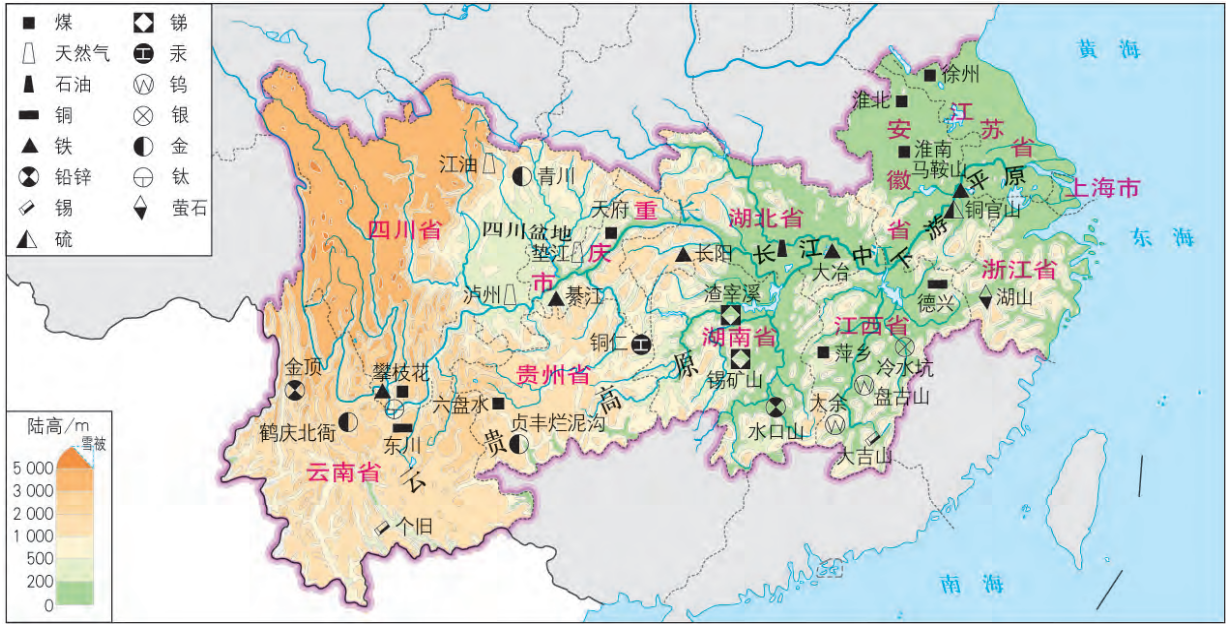 煤
天然气
石油
铜
铁
铅锌
锡
硫
锑
汞
钨
银
金
钛
萤石
黄海
徐州
淮北
江苏省
安徽省
淮南
马鞍山
平原
上海市
铜官山
江油
青川
天府
重庆市
长
湖北省
四川省
四川盆地
垫江
长阳
长江中下游
大冶
东海
浙江省
泸州
綦江
渣宰溪
德兴
湖山
铜仁
湖南省
江西省
萍乡
冷水坑
金顶
攀枝花
贵州省
锡矿山
盘古山
六盘水
贞丰烂泥沟
水口山
大余
鹤庆北衙
东川
大吉山
云南省
云贵高原
个旧
南海
陆高/m
雪被
5 000
3 000
2 000
1 000
500
200
0